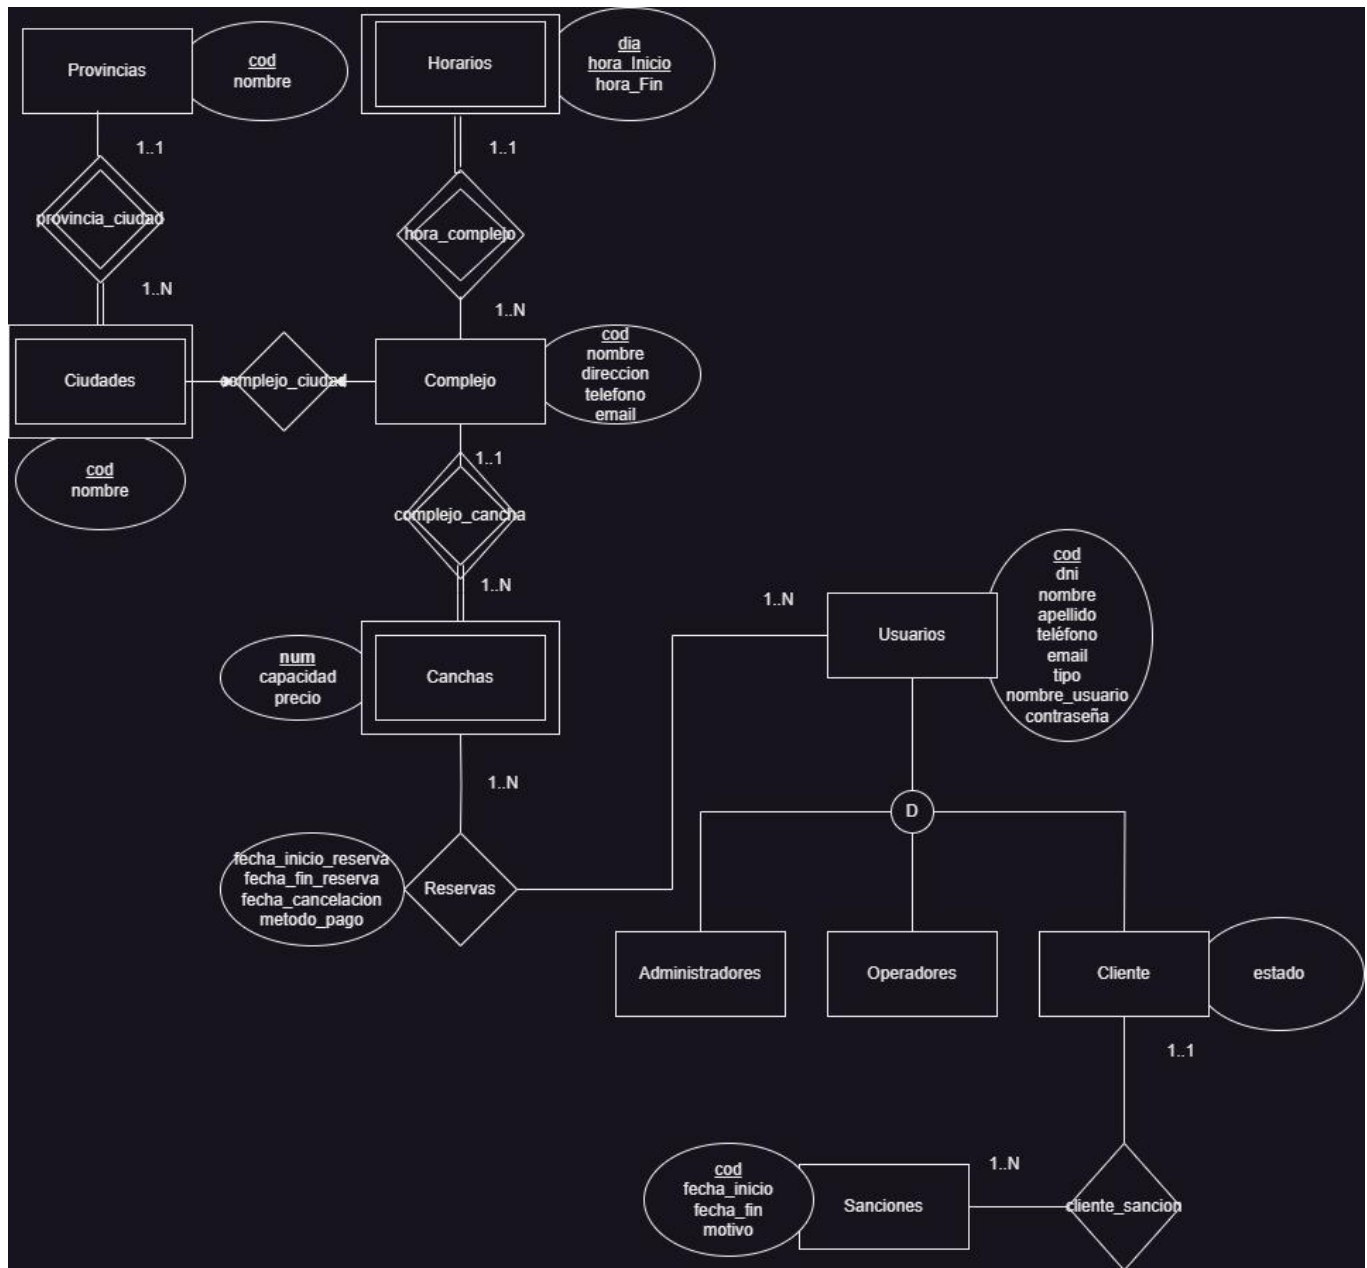 Provincias
cod
nombre
Horarios
dia
hora_Inicio
hora_Fin
1..1
1..1
provincia_ciudad
hora_complejo
1..N
1..N
Ciudades
complejo_ciudad
Complejo
cod
nombre
direccion
telefono
email
cod
nombre
1..1
complejo_cancha
1..N
num
capacidad
precio
Canchas
1..N
Usuarios
cod
dni
nombre
apellido
teléfono
email
tipo
nombre_usuario
contraseña
1..N
D
fecha_inicio_reserva
fecha_fin_reserva
fecha_cancelacion
metodo_pago
Reservas
Administradores
Operadores
Cliente
estado
1..1
cod
fecha_inicio
fecha_fin
motivo
Sanciones
1..N
cliente_sancion